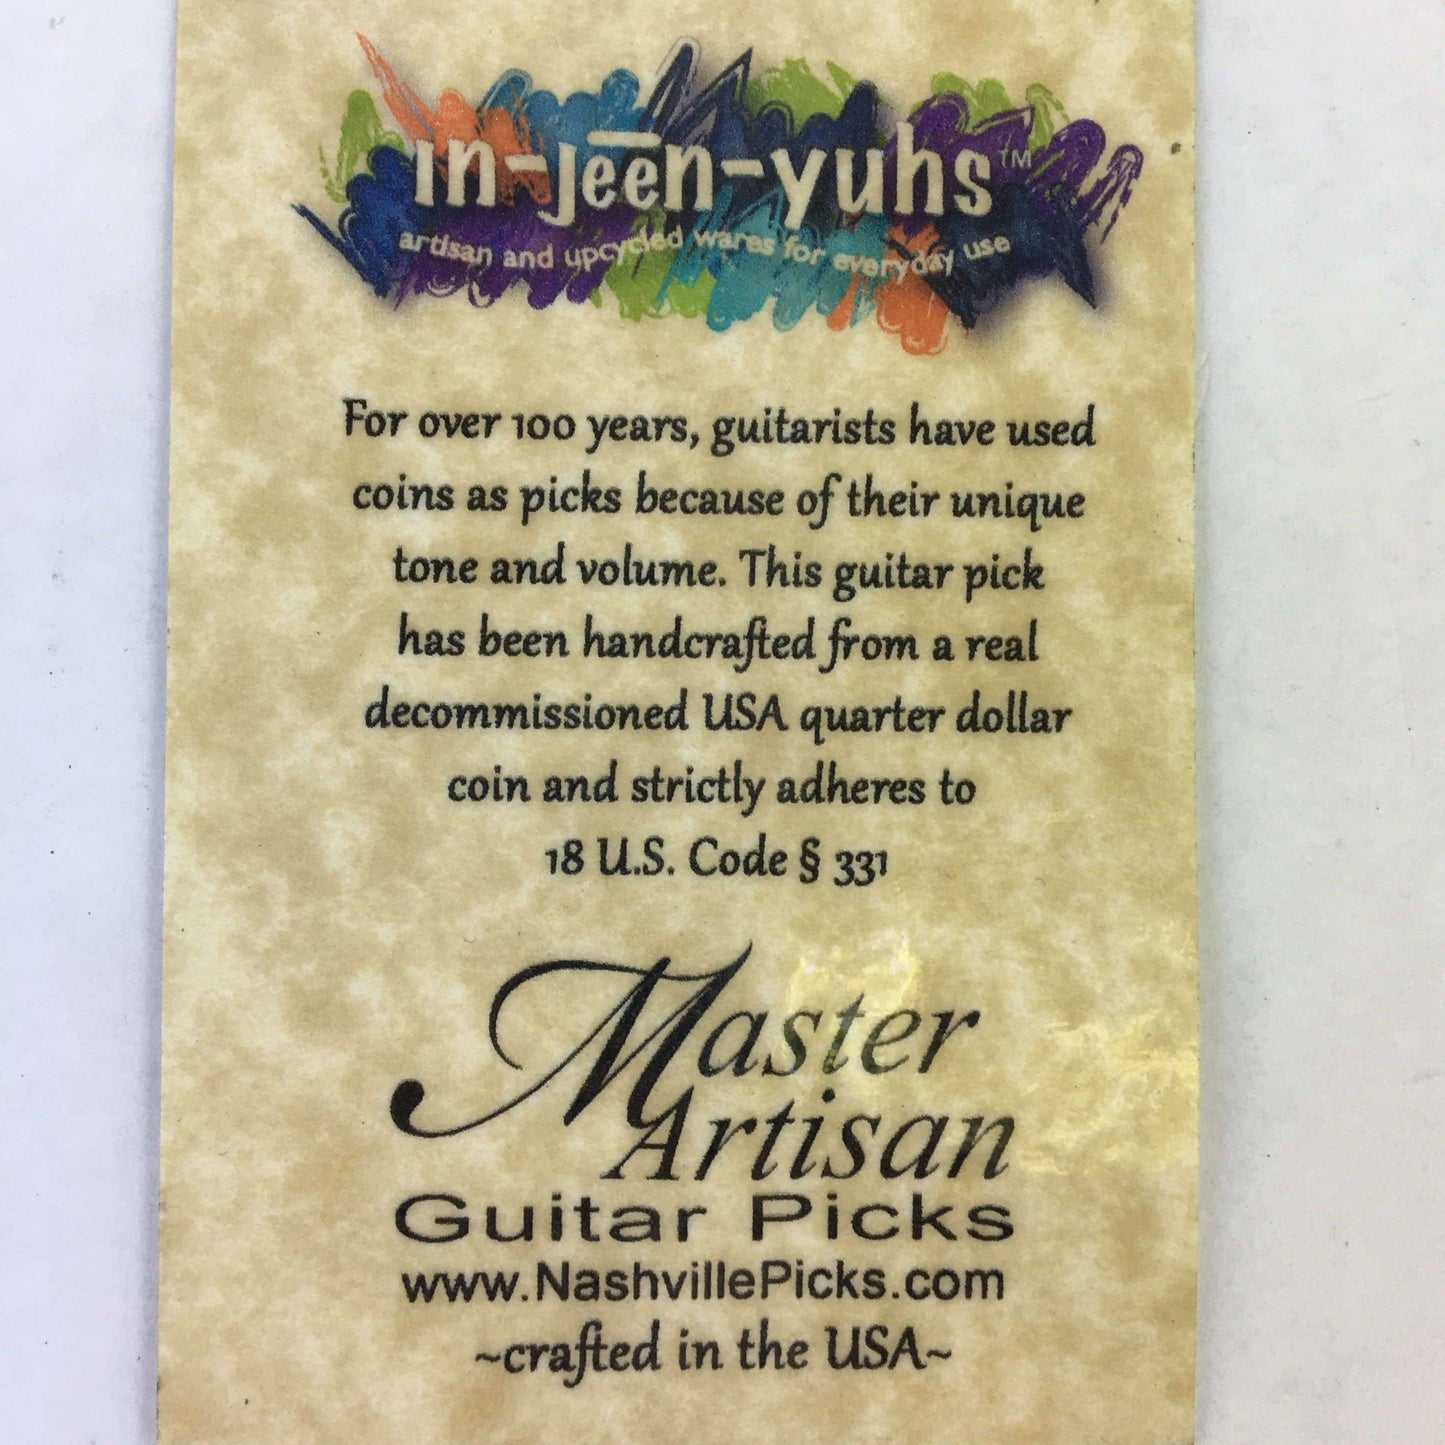 in-jeēn-yuhs™
artisan and upcycled wares for everyday use
For over 100 years, guitarists have used
coins as picks because of their unique
tone and volume. This guitar pick
has been handcrafted from a real
decommissioned USA quarter dollar
coin and strictly adheres to
18 U.S. Code § 331
Master
Artisan
Guitar Picks
www.NashvillePicks.com
~crafted in the USA~